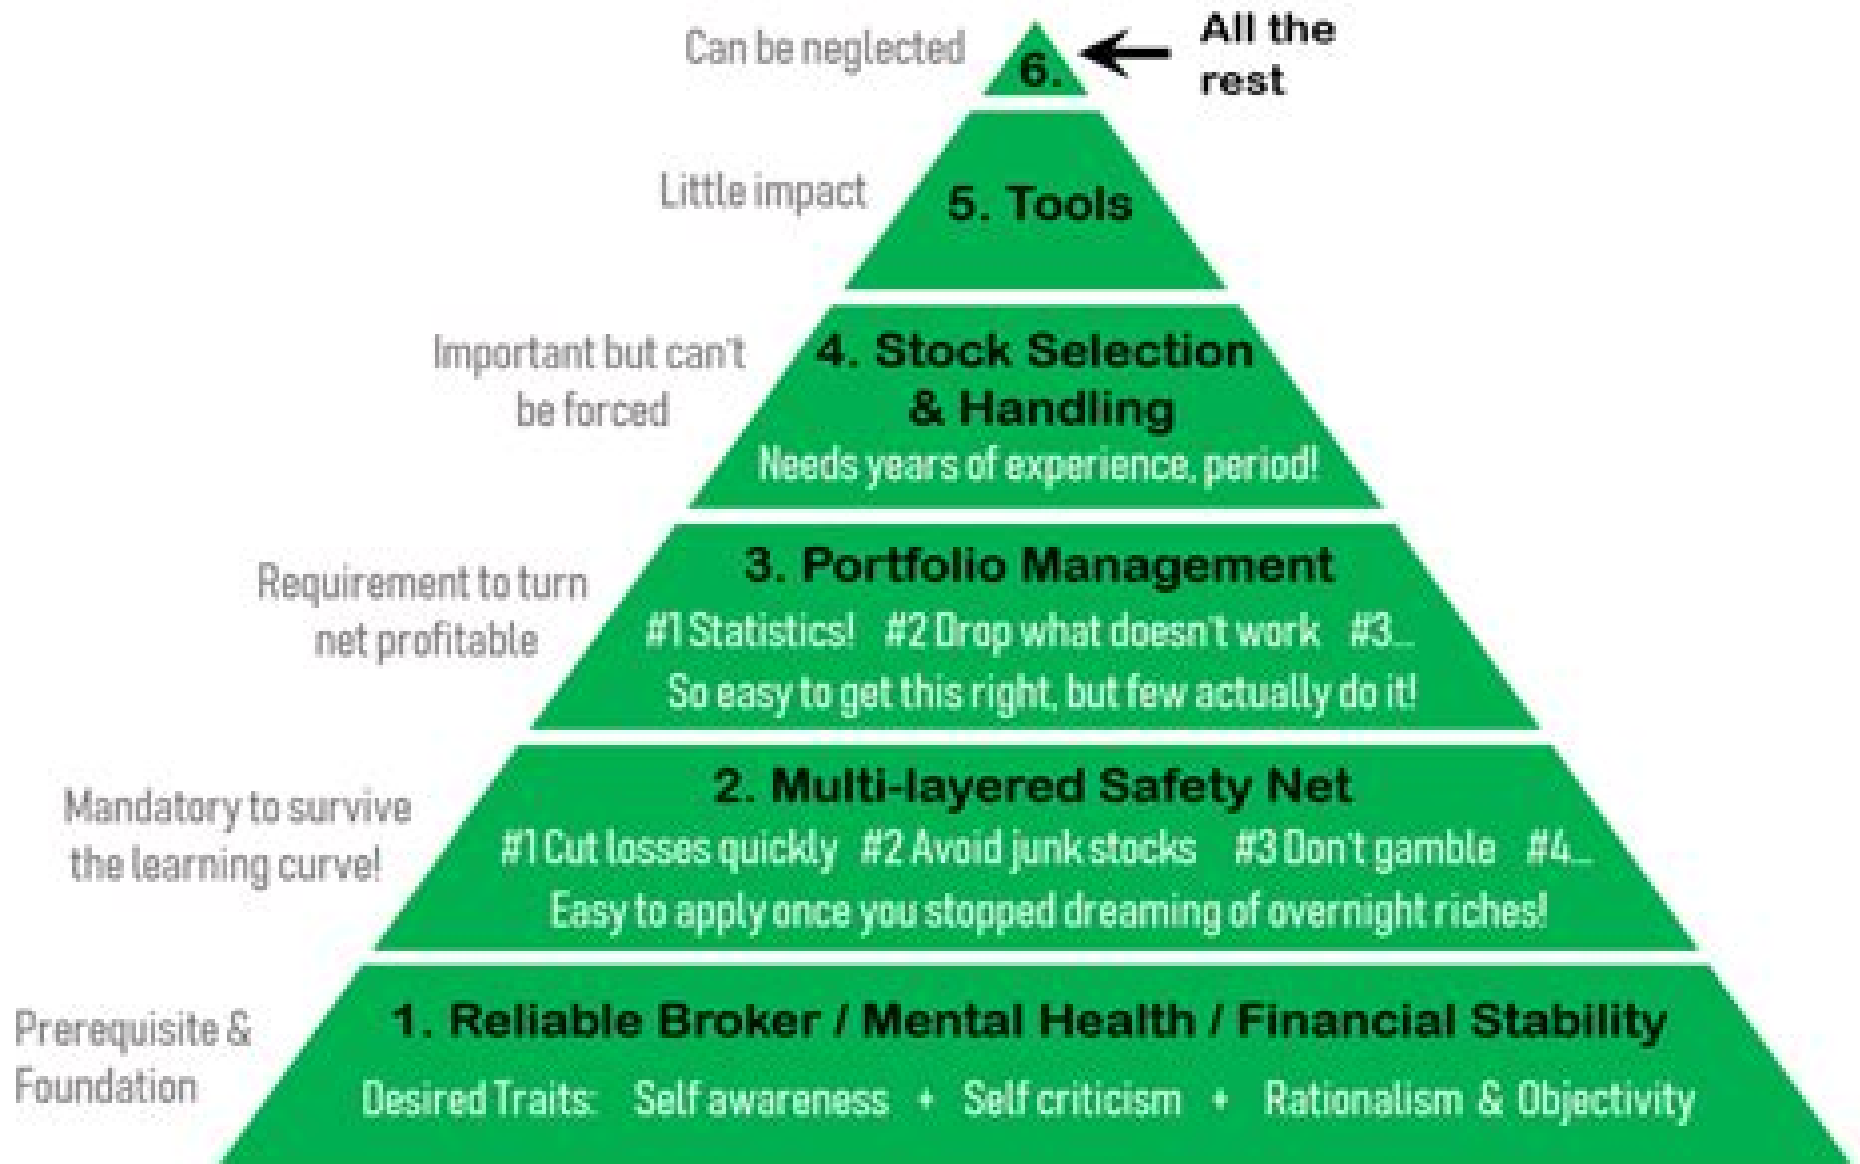 Can be neglected
6.
All the
rest
Little impact
5. Tools
Important but can't
be forced
4. Stock Selection
& Handling
Needs years of experience, period!
Requirement to turn
net profitable
3. Portfolio Management
#1 Statistics! #2 Drop what doesn't work #3...
So easy to get this right, but few actually do it!
Mandatory to survive
the learning curve!
2. Multi-layered Safety Net
#1 Cut losses quickly #2 Avoid junk stocks #3 Don't gamble #4...
Easy to apply once you stopped dreaming of overnight riches!
Prerequisite &
Foundation
1. Reliable Broker / Mental Health / Financial Stability
Desired Traits: Self awareness + Self criticism + Rationalism & Objectivity